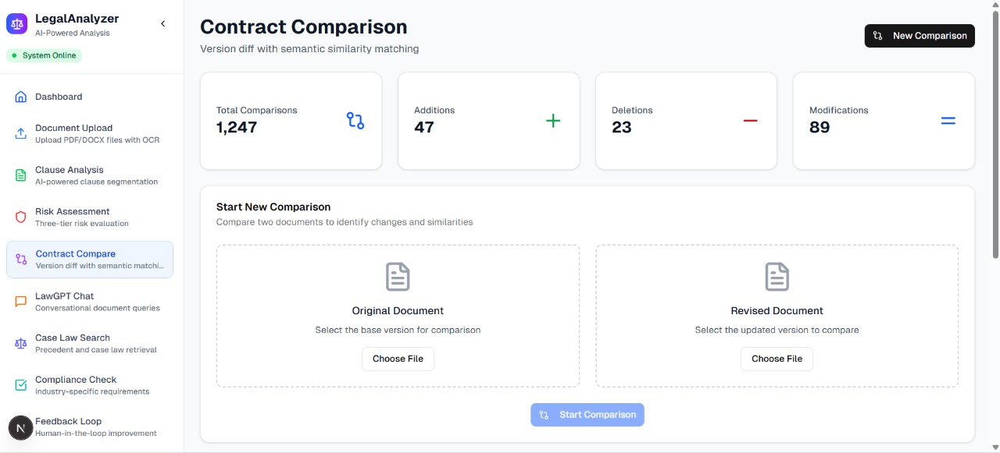 LegalAnalyzer
AI-Powered Analysis
System Online
Dashboard
Document Upload
Upload PDF/DOCX files with OCR
Clause Analysis
AI-powered clause segmentation
Risk Assessment
Three-tier risk evaluation
Contract Compare
Version diff with semantic matchi...
LawGPT Chat
Conversational document queries
Case Law Search
Precedent and case law retrieval
Compliance Check
Industry-specific requirements
N
Feedback Loop
Human-in-the-loop improvement
Contract Comparison
Version diff with semantic similarity matching
New Comparison
Total Comparisons
1,247
Additions
47
Deletions
23
Modifications
89
Start New Comparison
Compare two documents to identify changes and similarities
Original Document
Select the base version for comparison
Choose File
Revised Document
Select the updated version to compare
Choose File
Start Comparison